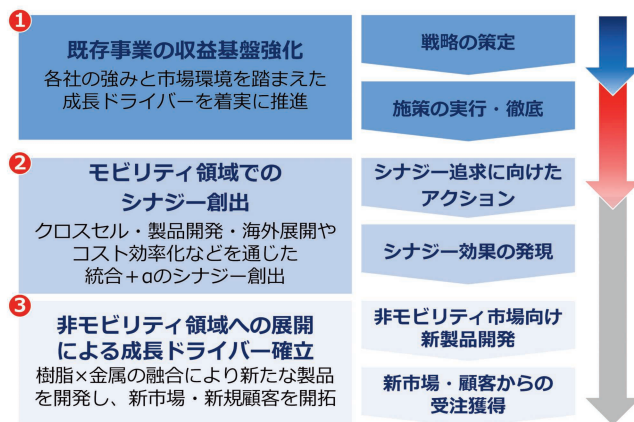 1
既存事業の収益基盤強化
各社の強みと市場環境を踏まえた
成長ドライバーを着実に推進
戦略の策定
施策の実行・徹底
2
モビリティ領域での
シナジー創出
クロスセル・製品開発・海外展開や
コスト効率化などを通じた
統合+αのシナジー創出
シナジー追求に向けた
アクション
シナジー効果の発現
3
非モビリティ領域への展開
による成長ドライバー確立
樹脂×金属の融合により新たな製品
を開発し、新市場・新規顧客を開拓
非モビリティ市場向け
新製品開発
新市場・顧客からの
受注獲得